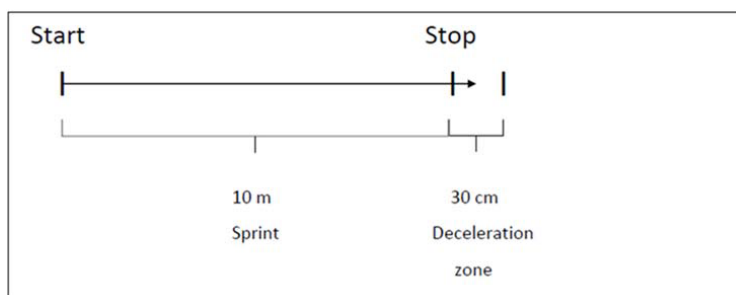 Start
Stop
10 m
Sprint
30 cm
Deceleration
zone